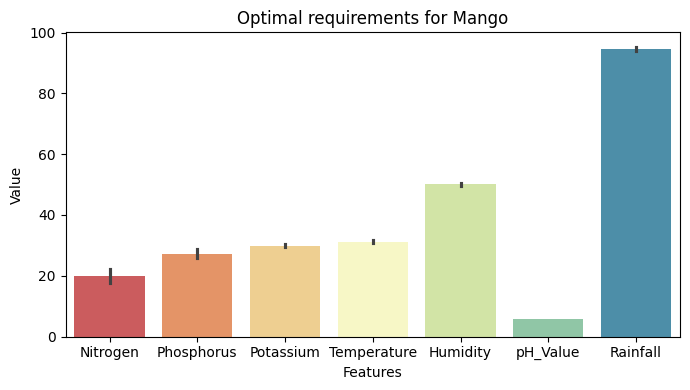 Optimal requirements for Mango
100
80
60
40
20
0
Value
Nitrogen Phosphorus Potassium Temperature Humidity pH_Value Rainfall
Features